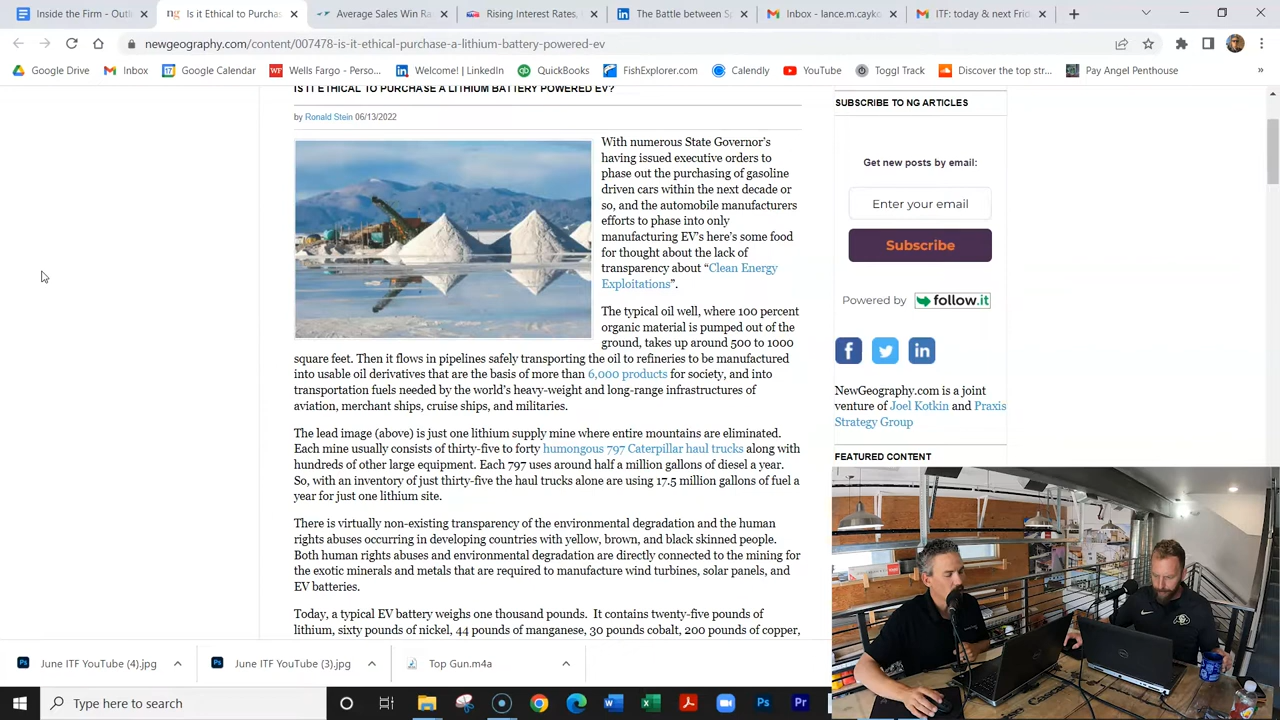 Inside the Firm - Outli
Is it Ethical to Purchas
Average Sales Win Ra
Rising Interest Rates, I
The Battle between Sp
Inbox - lance.m.cayko
ITF: today & next Frid
newgeography.com/content/007478-is-it-ethical-purchase-a-lithium-battery-powered-ev
Google Drive
Inbox
Google Calendar
Wells Fargo - Perso...
Welcome! | LinkedIn
QuickBooks
FishExplorer.com
Calendly
YouTube
Toggl Track
Discover the top str...
Pay Angel Penthouse
»
IS IT ETHICAL TO PURCHASE A LITHIUM BATTERY POWERED EV?
by Ronald Stein 06/13/2022
With numerous State Governor's
having issued executive orders to
phase out the purchasing of gasoline
driven cars within the next decade or
so, and the automobile manufacturers
efforts to phase into only
manufacturing EV's here's some food
for thought about the lack of
transparency about "Clean Energy
Exploitations".
The typical oil well, where 100 percent
organic material is pumped out of the
ground, takes up around 500 to 1000
square feet. Then it flows in pipelines safely transporting the oil to refineries to be manufactured
into usable oil derivatives that are the basis of more than 6,000 products for society, and into
transportation fuels needed by the world's heavy-weight and long-range infrastructures of
aviation, merchant ships, cruise ships, and militaries.
The lead image (above) is just one lithium supply mine where entire mountains are eliminated.
Each mine usually consists of thirty-five to forty humongous 797 Caterpillar haul trucks along with
hundreds of other large equipment. Each 797 uses around half a million gallons of diesel a year.
So, with an inventory of just thirty-five the haul trucks alone are using 17.5 million gallons of fuel a
year for just one lithium site.
There is virtually non-existing transparency of the environmental degradation and the human
rights abuses occurring in developing countries with yellow, brown, and black skinned people.
Both human rights abuses and environmental degradation are directly connected to the mining for
the exotic minerals and metals that are required to manufacture wind turbines, solar panels, and
EV batteries.
Today, a typical EV battery weighs one thousand pounds. It contains twenty-five pounds of
lithium, sixty pounds of nickel, 44 pounds of manganese, 30 pounds cobalt, 200 pounds of copper,
SUBSCRIBE TO NG ARTICLES
Get new posts by email:
Enter your email
Subscribe
Powered by follow.it
NewGeography.com is a joint
venture of Joel Kotkin and Praxis
Strategy Group
FEATURED CONTENT
June ITF YouTube (4).jpg
June ITF YouTube (3).jpg
Top Gun.m4a
Type here to search